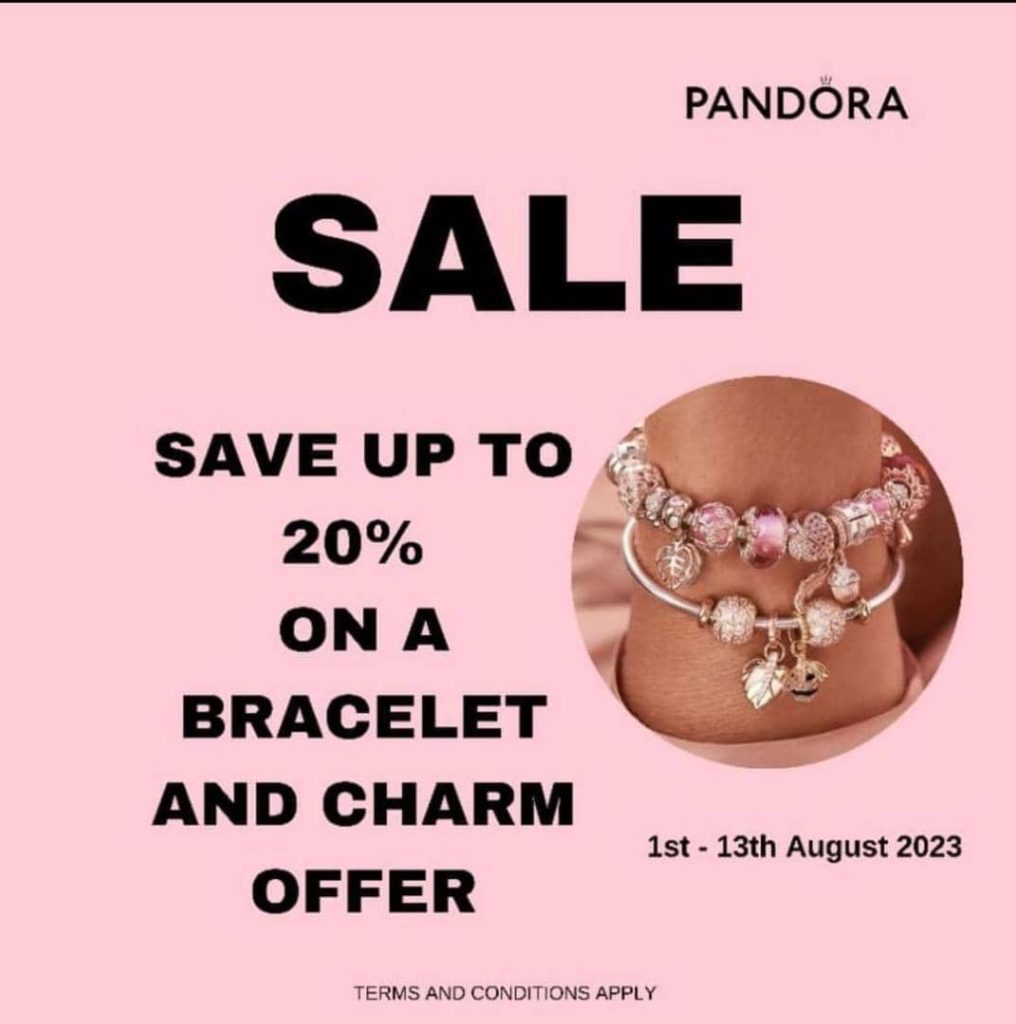 PANDORA
SALE
SAVE UP TO
20%
ON A
BRACELET
AND CHARM
OFFER
1st - 13th August 2023
TERMS AND CONDITIONS APPLY